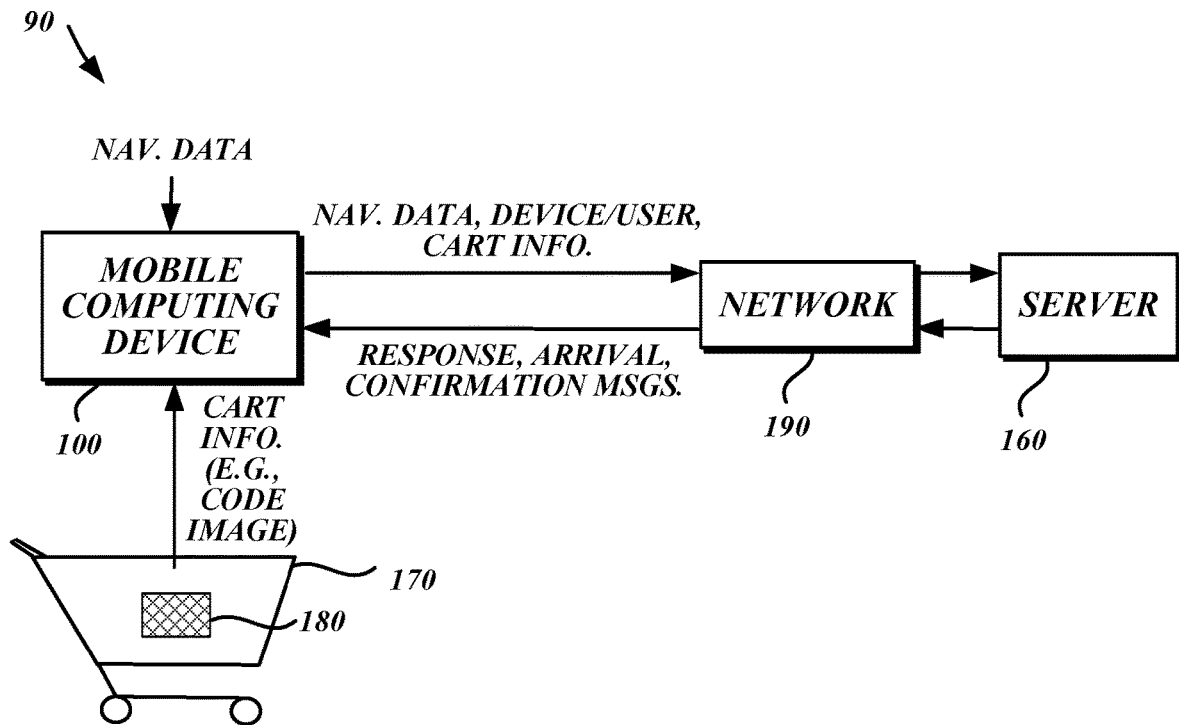 90
NAV. DATA
NAV. DATA, DEVICE/USER,
CART INFO.
MOBILE
COMPUTING
DEVICE
NETWORK
SERVER
RESPONSE, ARRIVAL,
CONFIRMATION MSGS.
100
CART
INFO.
(E.G.,
CODE
IMAGE)
190
160
170
180